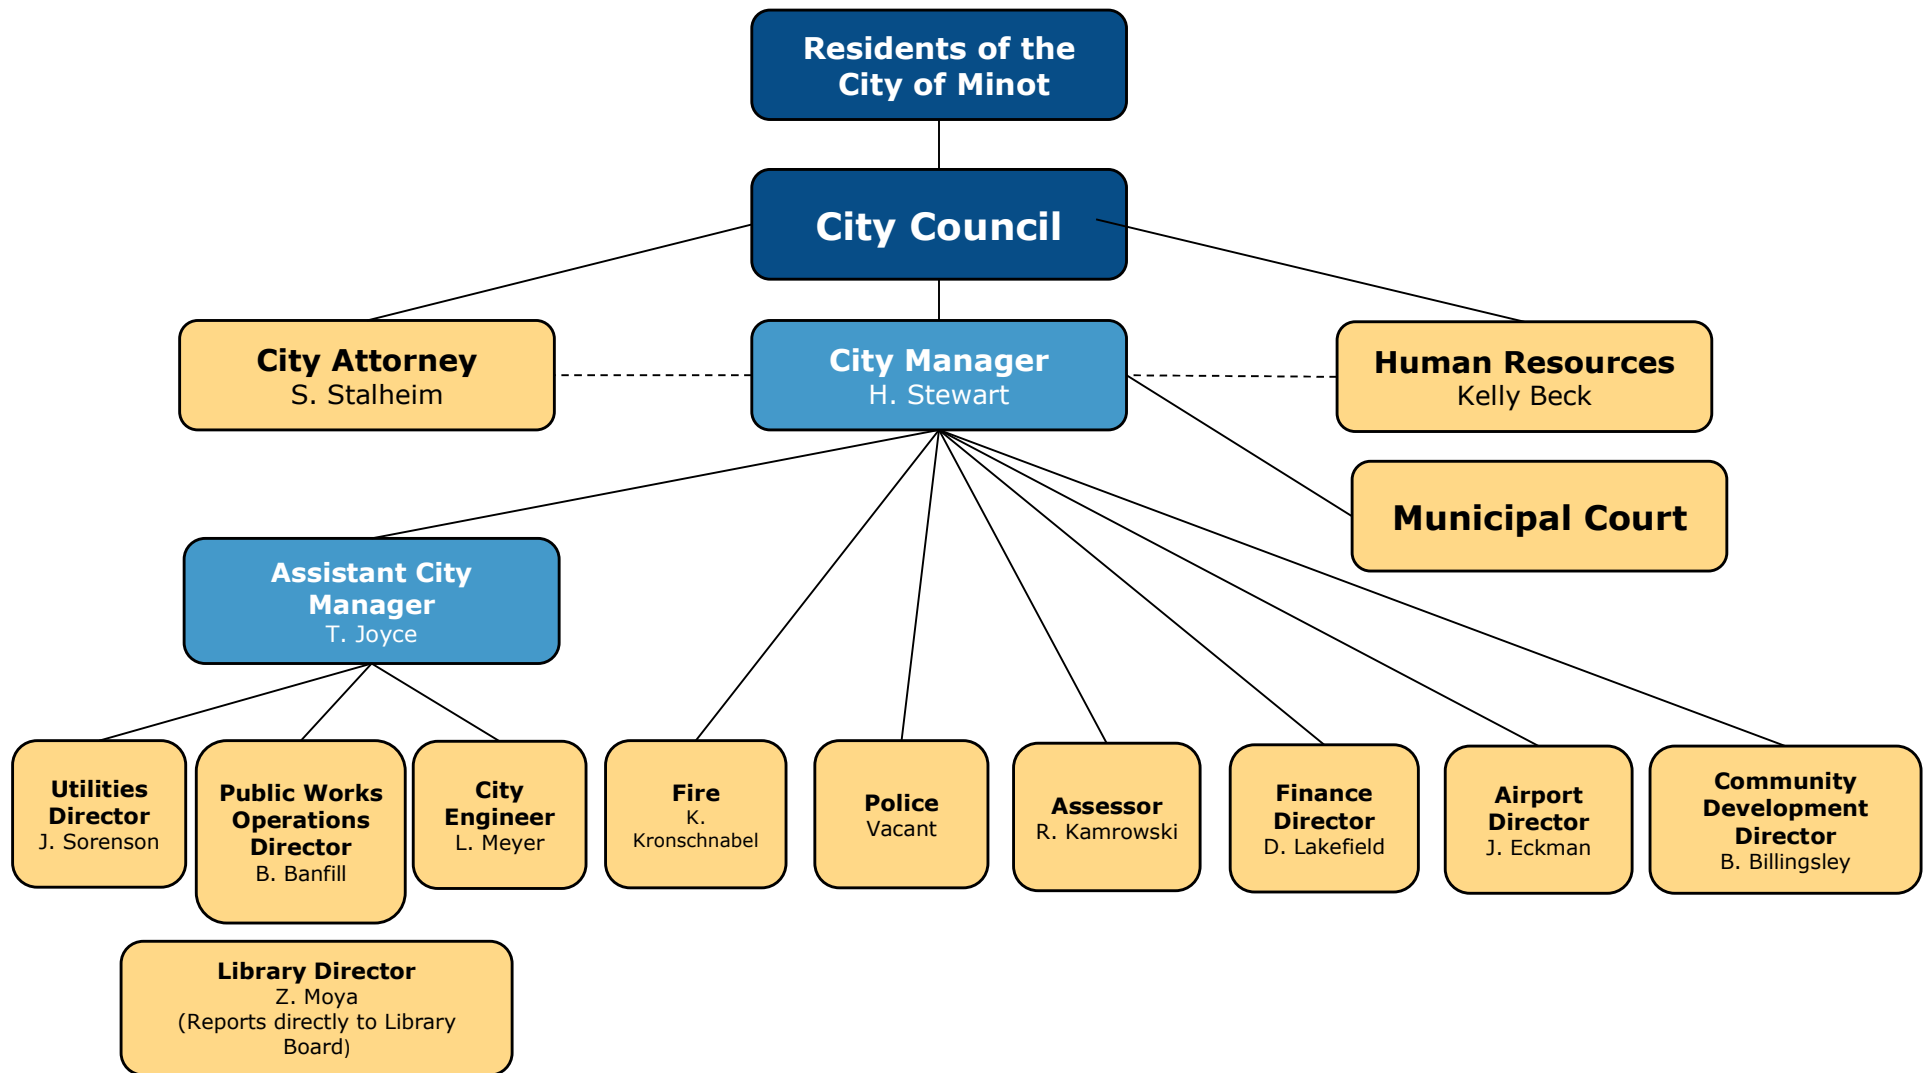 Residents of the
City of Minot
City Council
City Attorney
S. Stalheim
City Manager
H. Stewart
Human Resources
Kelly Beck
Municipal Court
Assistant City
Manager
T. Joyce
Utilities
Director
J. Sorenson
Public Works
Operations
Director
B. Banfill
City
Engineer
L. Meyer
Fire
K.
Kronschnabel
Police
Vacant
Assessor
R. Kamrowski
Finance
Director
D. Lakefield
Airport
Director
J. Eckman
Community
Development
Director
B. Billingsley
Library Director
Z. Moya
(Reports directly to Library
Board)